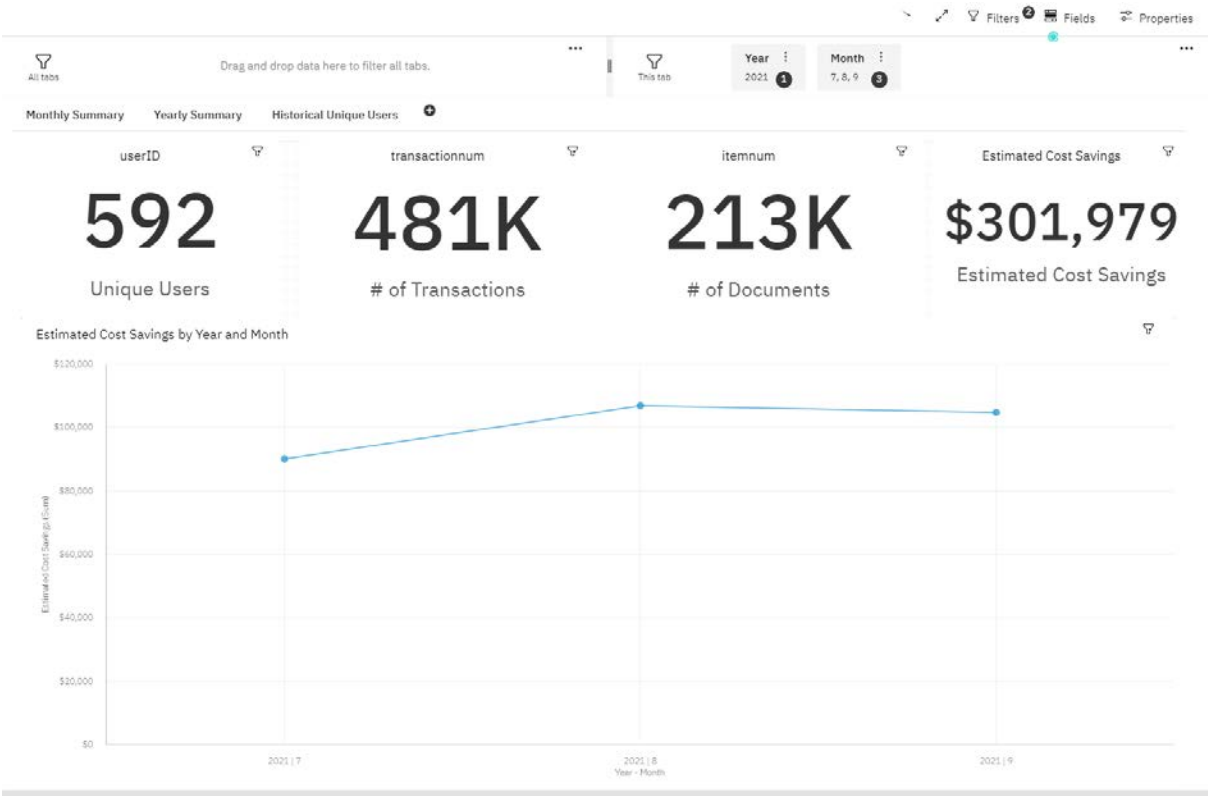 Filters 2 Fields Properties
All tabs
Drag and drop data here to filter all tabs.
This tab
Year
2021 1
Month
7, 8, 9 3
Monthly Summary Yearly Summary Historical Unique Users
userID
592
Unique Users
transactionnum
481K
# of Transactions
itemnum
213K
# of Documents
Estimated Cost Savings
$301,979
Estimated Cost Savings
Estimated Cost Savings by Year and Month
Estimated Cost Savings (Sum)
$120,000
$100,000
$80,000
$60,000
$40,000
$20,000
$0
2021 | 7
2021 | 8
2021 | 9
Year - Month